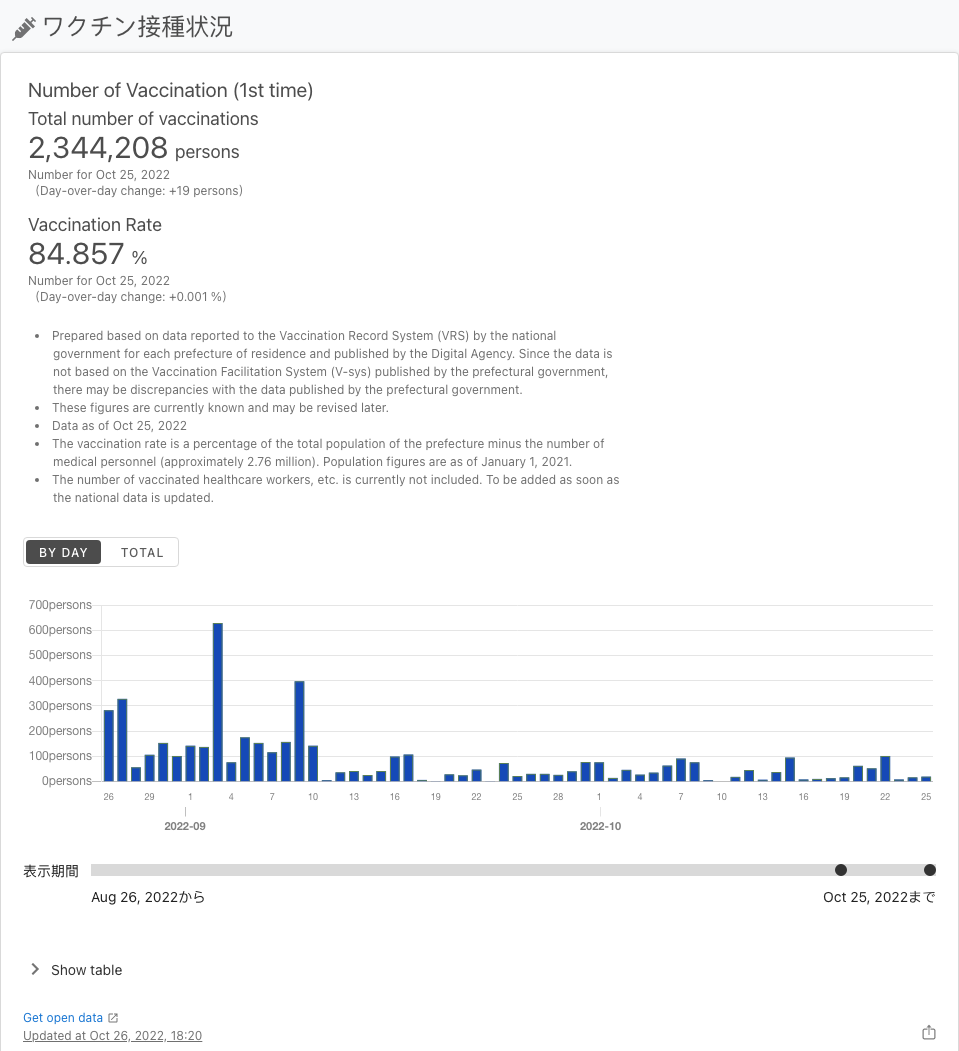 ワクチン接種状況
Number of Vaccination (1st time)
Total number of vaccinations
2,344,208 persons
Number for Oct 25, 2022
(Day-over-day change: +19 persons)
Vaccination Rate
84.857 %
Number for Oct 25, 2022
(Day-over-day change: +0.001 %)
• Prepared based on data reported to the Vaccination Record System (VRS) by the national
government for each prefecture of residence and published by the Digital Agency. Since the data is
not based on the Vaccination Facilitation System (V-sys) published by the prefectural government,
there may be discrepancies with the data published by the prefectural government.
• These figures are currently known and may be revised later.
• Data as of Oct 25, 2022
• The vaccination rate is a percentage of the total population of the prefecture minus the number of
medical personnel (approximately 2.76 million). Population figures are as of January 1, 2021.
• The number of vaccinated healthcare workers, etc. is currently not included. To be added as soon as
the national data is updated.
BY DAY TOTAL
700persons
600persons
500persons
400persons
300persons
200persons
100persons
0persons
26 29 1 4 7 10 13 16 19 22 25 28 1 4 7 10 13 16 19 22 25
2022-09 2022-10
表示期間
Aug 26, 2022から Oct 25, 2022まで
Show table
Get open data
Updated at Oct 26, 2022, 18:20